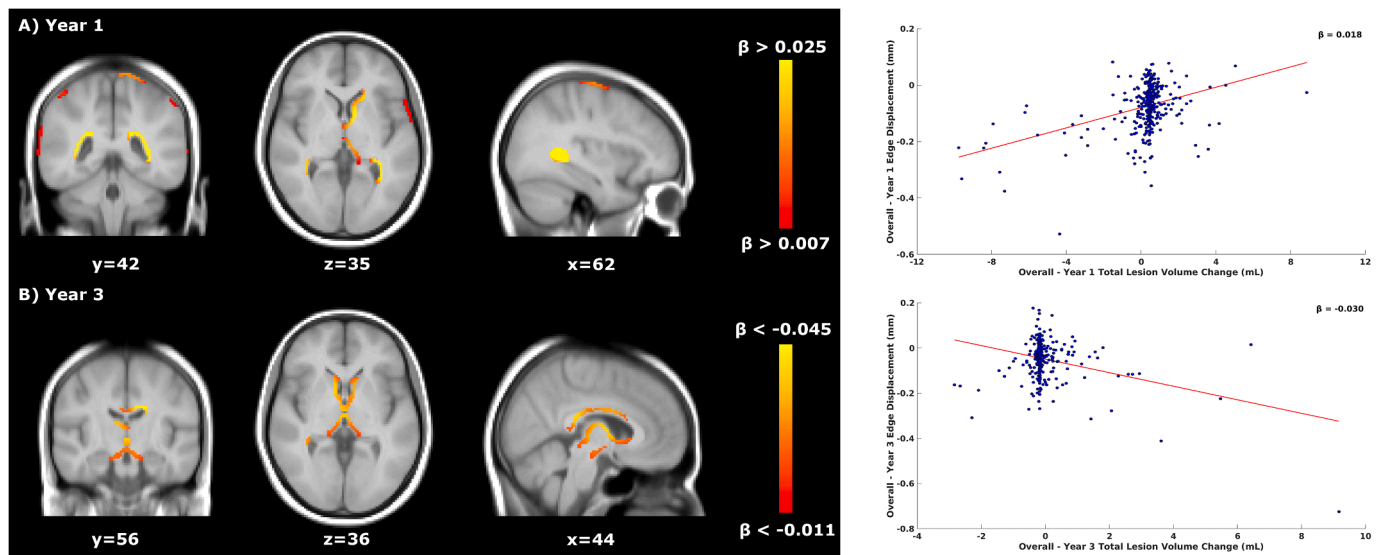 A) Year 1
β > 0.025
β > 0.007
y=42
z=35
x=62
B) Year 3
β < -0.045
β < -0.011
y=56
z=36
x=44
0.2
0
-0.2
-0.4
-0.6
Overall - Year 1 Edge Displacement (mm)
β = 0.018
-12
-8
-4
0
4
8
12
Overall - Year 1 Total Lesion Volume Change (mL)
0.2
0
-0.2
-0.4
-0.6
-0.8
Overall - Year 3 Edge Displacement (mm)
β = -0.030
-4
-2
0
2
4
6
8
10
Overall - Year 3 Total Lesion Volume Change (mL)